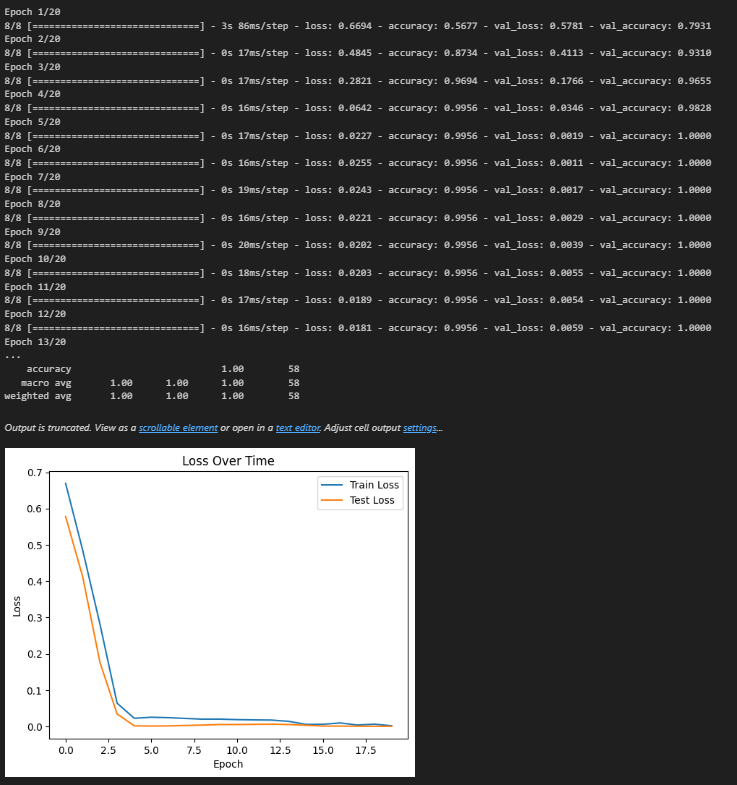 Epoch 1/20
8/8 [==============================] - 3s 86ms/step - loss: 0.6694 - accuracy: 0.5677 - val_loss: 0.5781 - val_accuracy: 0.7931
Epoch 2/20
8/8 [==============================] - 0s 17ms/step - loss: 0.4845 - accuracy: 0.8734 - val_loss: 0.4113 - val_accuracy: 0.9310
Epoch 3/20
8/8 [==============================] - 0s 17ms/step - loss: 0.2821 - accuracy: 0.9694 - val_loss: 0.1766 - val_accuracy: 0.9655
Epoch 4/20
8/8 [==============================] - 0s 16ms/step - loss: 0.0642 - accuracy: 0.9956 - val_loss: 0.0346 - val_accuracy: 0.9828
Epoch 5/20
8/8 [==============================] - 0s 17ms/step - loss: 0.0227 - accuracy: 0.9956 - val_loss: 0.0019 - val_accuracy: 1.0000
Epoch 6/20
8/8 [==============================] - 0s 16ms/step - loss: 0.0255 - accuracy: 0.9956 - val_loss: 0.0011 - val_accuracy: 1.0000
Epoch 7/20
8/8 [==============================] - 0s 19ms/step - loss: 0.0243 - accuracy: 0.9956 - val_loss: 0.0017 - val_accuracy: 1.0000
Epoch 8/20
8/8 [==============================] - 0s 16ms/step - loss: 0.0221 - accuracy: 0.9956 - val_loss: 0.0029 - val_accuracy: 1.0000
Epoch 9/20
8/8 [==============================] - 0s 20ms/step - loss: 0.0202 - accuracy: 0.9956 - val_loss: 0.0039 - val_accuracy: 1.0000
Epoch 10/20
8/8 [==============================] - 0s 18ms/step - loss: 0.0203 - accuracy: 0.9956 - val_loss: 0.0055 - val_accuracy: 1.0000
Epoch 11/20
8/8 [==============================] - 0s 17ms/step - loss: 0.0189 - accuracy: 0.9956 - val_loss: 0.0054 - val_accuracy: 1.0000
Epoch 12/20
8/8 [==============================] - 0s 16ms/step - loss: 0.0181 - accuracy: 0.9956 - val_loss: 0.0059 - val_accuracy: 1.0000
Epoch 13/20
...
accuracy 1.00 58
macro avg 1.00 1.00 1.00 58
weighted avg 1.00 1.00 1.00 58
Output is truncated. View as a scrollable element or open in a text editor. Adjust cell output settings...
Loss Over Time
Train Loss
Test Loss
0.7
0.6
0.5
0.4
0.3
0.2
0.1
0.0
Loss
0.0 2.5 5.0 7.5 10.0 12.5 15.0 17.5
Epoch